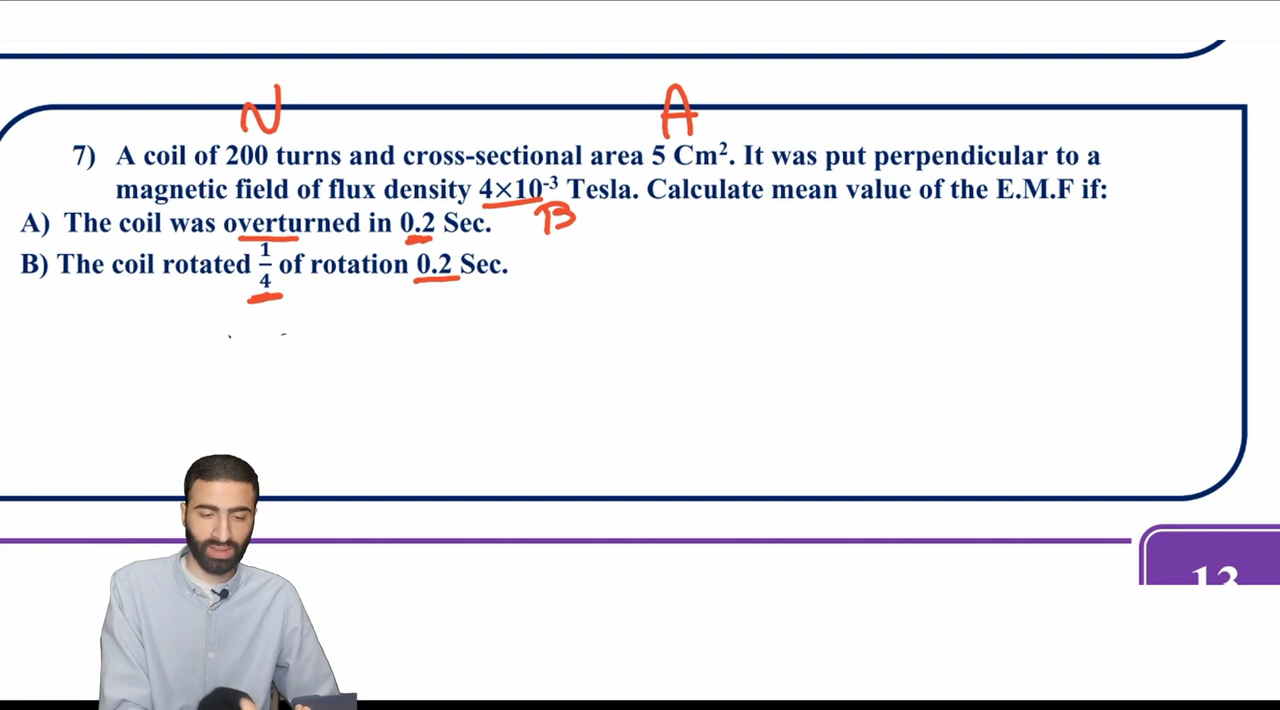 N A
7) A coil of 200 turns and cross-sectional area 5 Cm². It was put perpendicular to a
magnetic field of flux density 4×10⁻³ Tesla. Calculate mean value of the E.M.F if:
B
A) The coil was overturned in 0.2 Sec.
B) The coil rotated 1/4 of rotation 0.2 Sec.
13